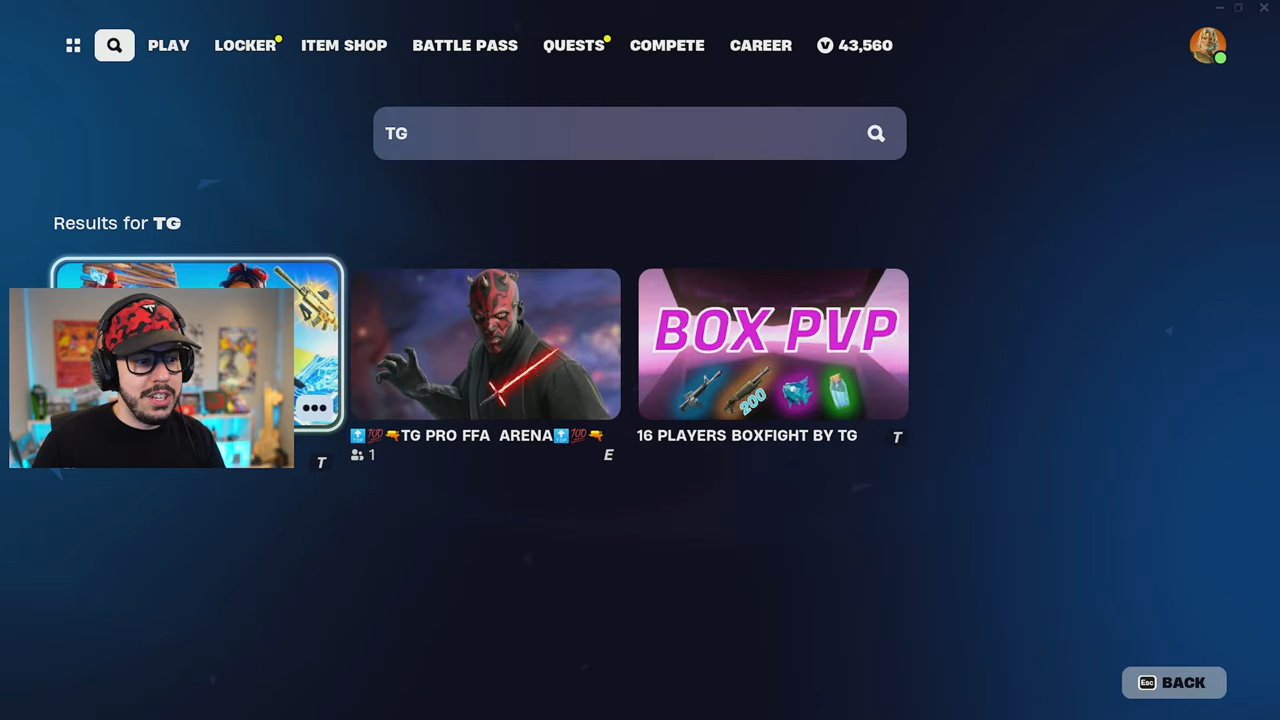 PLAY LOCKER ITEM SHOP BATTLE PASS QUESTS COMPETE CAREER V 43,560
TG
Results for TG
BOX PVP
200
🔝💯🔫TG PRO FFA ARENA🔝💯🔫
16 PLAYERS BOXFIGHT BY TG
T
1
E
T
Esc BACK